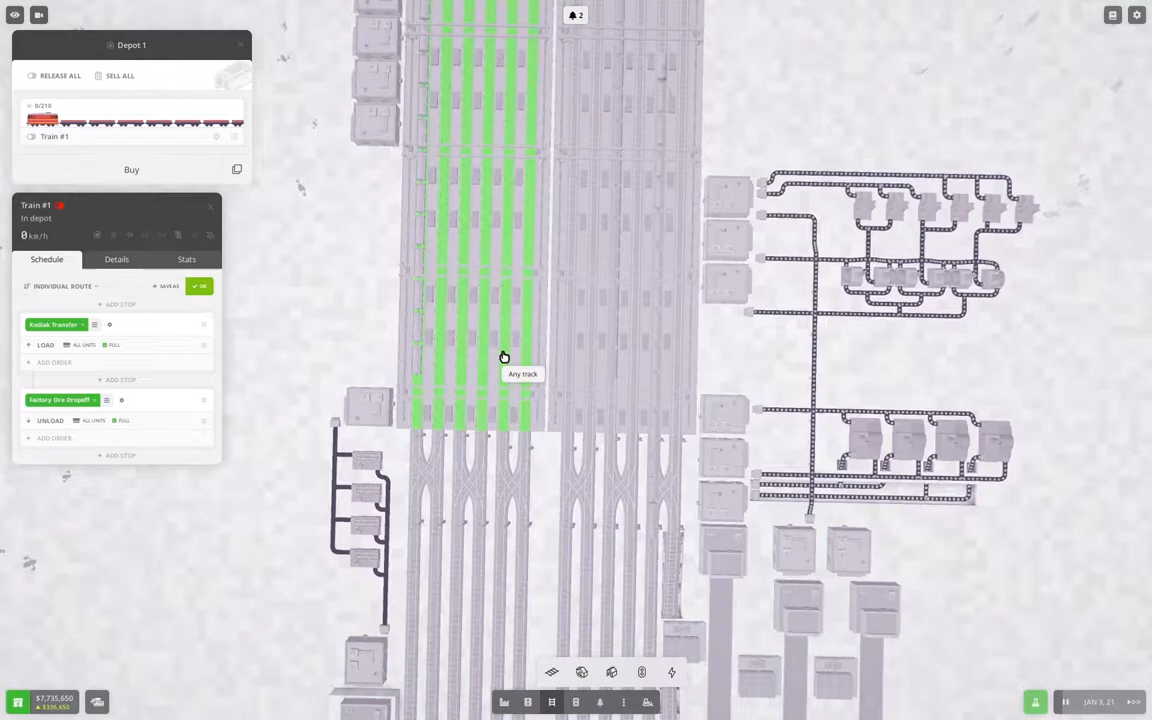 2
Depot 1
RELEASE ALL
SELL ALL
0/210
Train #1
Buy
Train #1
In depot
0 km/h
Schedule
Details
Stats
INDIVIDUAL ROUTE
+ SAVE AS
OK
+ ADD STOP
Kodiak Transfer
LOAD
ALL UNITS
FULL
+ ADD ORDER
+ ADD STOP
Factory Ore Dropoff
UNLOAD
ALL UNITS
FULL
+ ADD ORDER
+ ADD STOP
Any track
$7,735,650
$336,650
JAN 3, 21